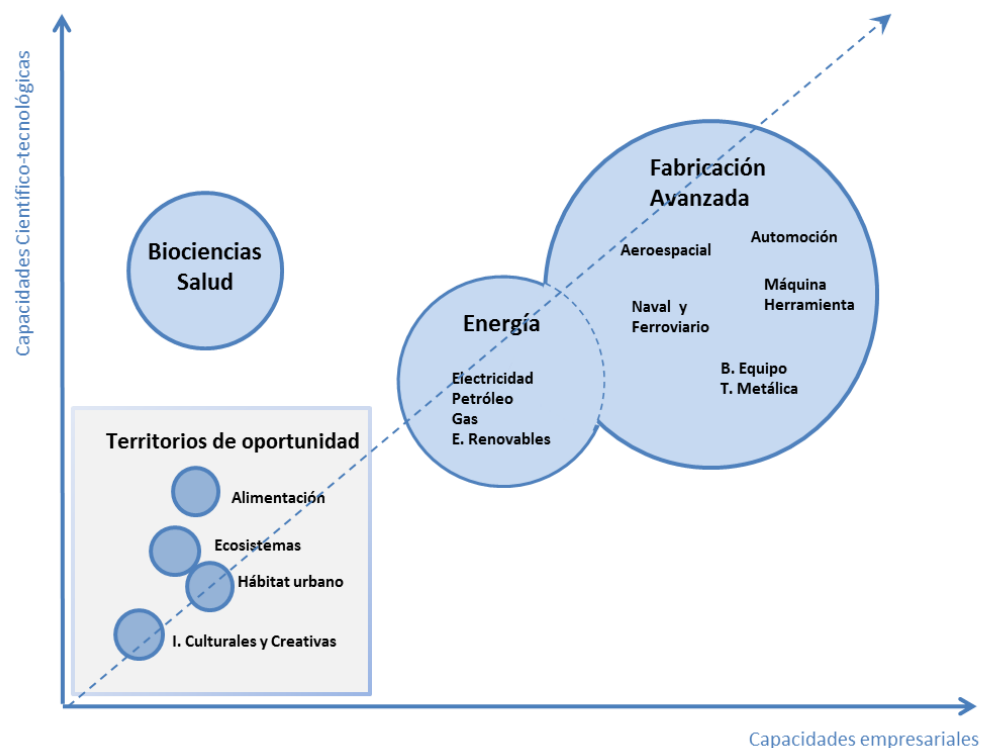 Capacidades Científico-tecnológicas
Fabricación
Avanzada
Aeroespacial
Automoción
Máquina
Herramienta
Naval y
Ferroviario
B. Equipo
T. Metálica
Biociencias
Salud
Energía
Electricidad
Petróleo
Gas
E. Renovables
Territorios de oportunidad
Alimentación
Ecosistemas
Hábitat urbano
I. Culturales y Creativas
Capacidades empresariales